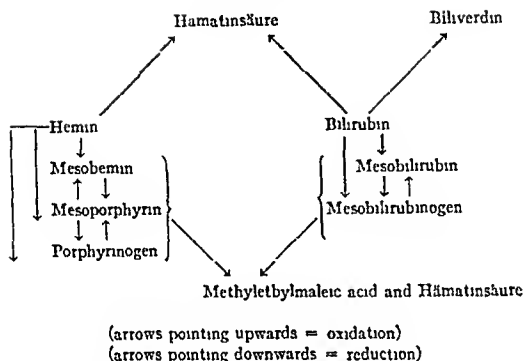 Hamatinsäure Biliverdin
Hemin Bilirubin
Mesobemin Mesobilirubin
Mesoporphyrin Mesobilirubinogen
Porphyrinogen
Methyletbylmaleic acid and Hämatinsäure
(arrows pointing upwards = oxidation)
(arrows pointing downwards = reduction)